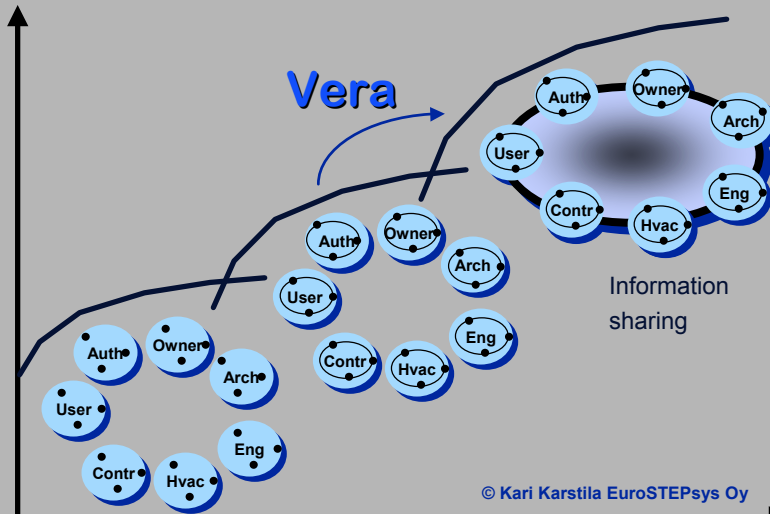 Vera
Auth
Owner
Arch
User
Eng
Contr
Hvac
Information
sharing
Auth
Owner
Arch
User
Eng
Contr
Hvac
Auth
Owner
Arch
User
Eng
Contr
Hvac
© Kari Karstila EuroSTEPsys Oy